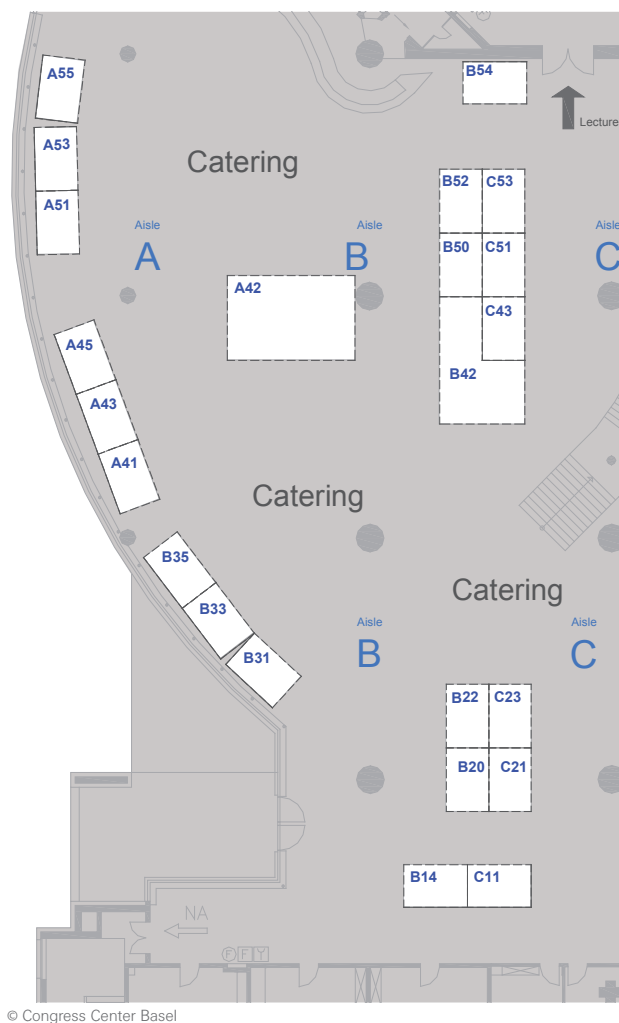 B54
A55
Lecture
A53
Catering
B52
C53
A51
Aisle
A
Aisle
B
B50
C51
Aisle
C
A42
C43
A45
B42
A43
A41
Catering
B35
Catering
B33
Aisle
B
Aisle
C
B31
B22
C23
B20
C21
B14
C11
NA
F
F
Y
© Congress Center Basel